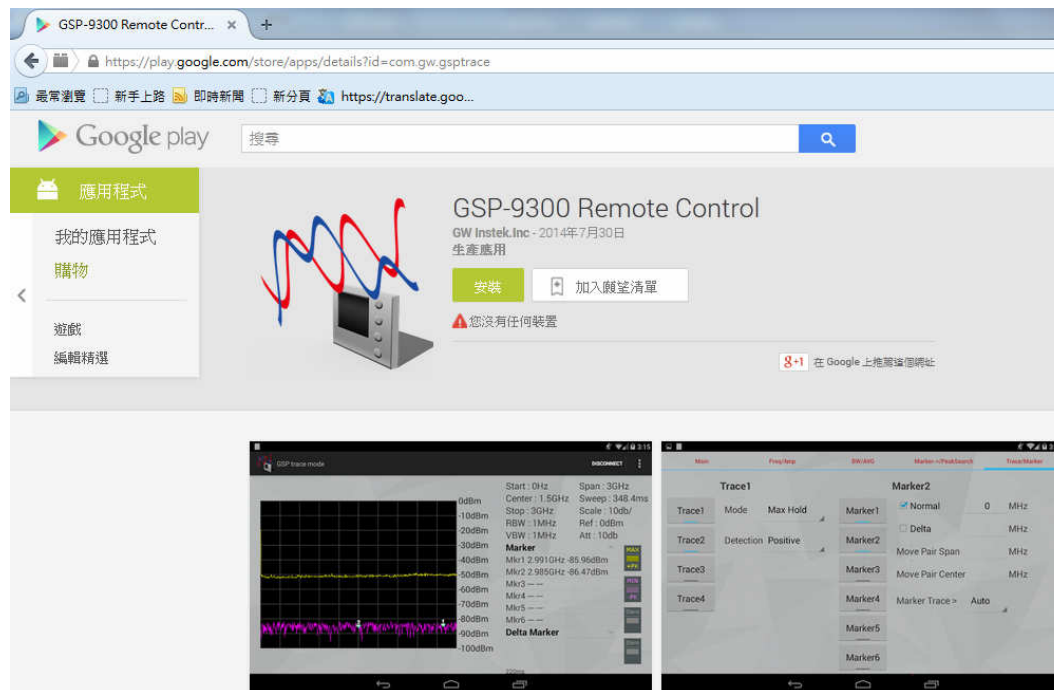 GSP-9300 Remote Contr... × +
https://play.google.com/store/apps/details?id=com.gw.gsptrace
最常瀏覽 新手上路 即時新聞 新分頁 https://translate.goo...
Google play 搜尋
應用程式
我的應用程式
購物
遊戲
編輯精選
GSP-9300 Remote Control
GW Instek.Inc - 2014年7月30日
生產應用
安裝 加入願望清單
您沒有任何裝置
g+1 在 Google 上推薦這個網址
3:15
GSP trace mode DISCONNECT
0dBm
-10dBm
-20dBm
-30dBm
-40dBm
-50dBm
-60dBm
-70dBm
-80dBm
-90dBm
-100dBm
Start : 0Hz Span : 3GHz
Center : 1.5GHz Sweep : 348.4ms
Stop : 3GHz Scale : 10db/
RBW : 1MHz Ref : 0dBm
VBW : 1MHz Att : 10db
Marker
Mkr1 2.991GHz -85.96dBm
Mkr2 2.985GHz -86.47dBm
Mkr3 -- --
Mkr4 -- --
Mkr5 -- --
Mkr6 -- --
Delta Marker
MAX
MIN
Main Freq/Amp BW/AVG Marker->/PeakSearch Trace/Marker
Trace1 Marker2
Trace1 Mode Max Hold Marker1 Normal 0 MHz
Delta MHz
Trace2 Detection Positive Marker2
Move Pair Span MHz
Trace3 Marker3 Move Pair Center MHz
Trace4 Marker4 Marker Trace > Auto
Marker5
Marker6